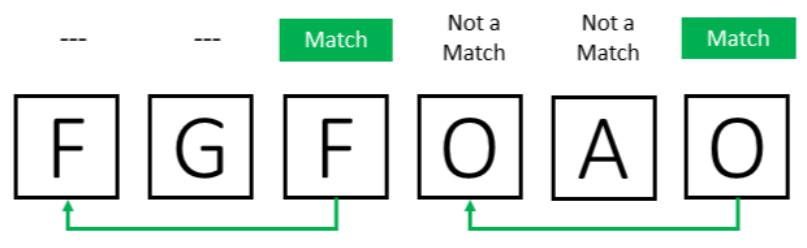 --- --- Match Not a Match Not a Match Match
F G F O A O